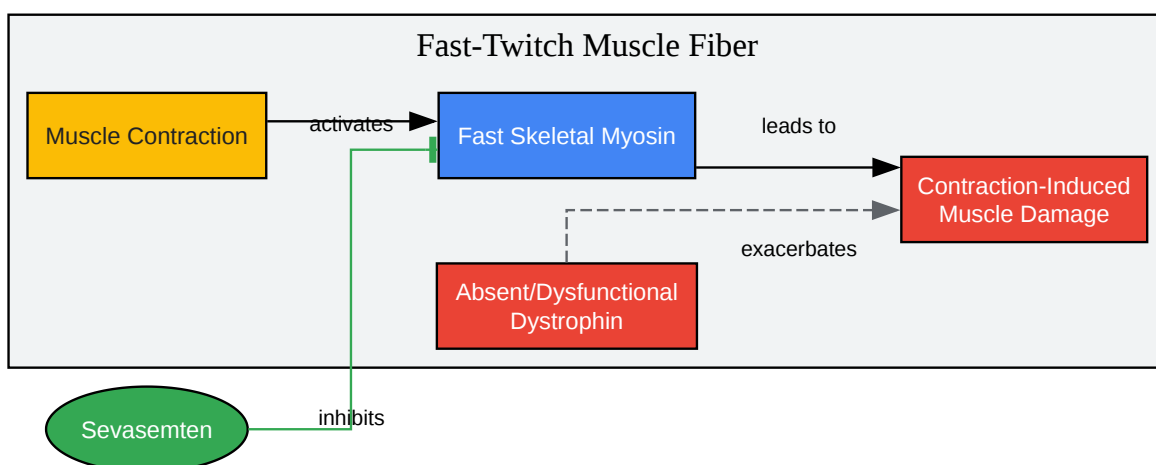 Fast-Twitch Muscle Fiber
Muscle Contraction
activates
Fast Skeletal Myosin
leads to
Contraction-Induced
Muscle Damage
exacerbates
Absent/Dysfunctional
Dystrophin
Sevasemten
inhibits